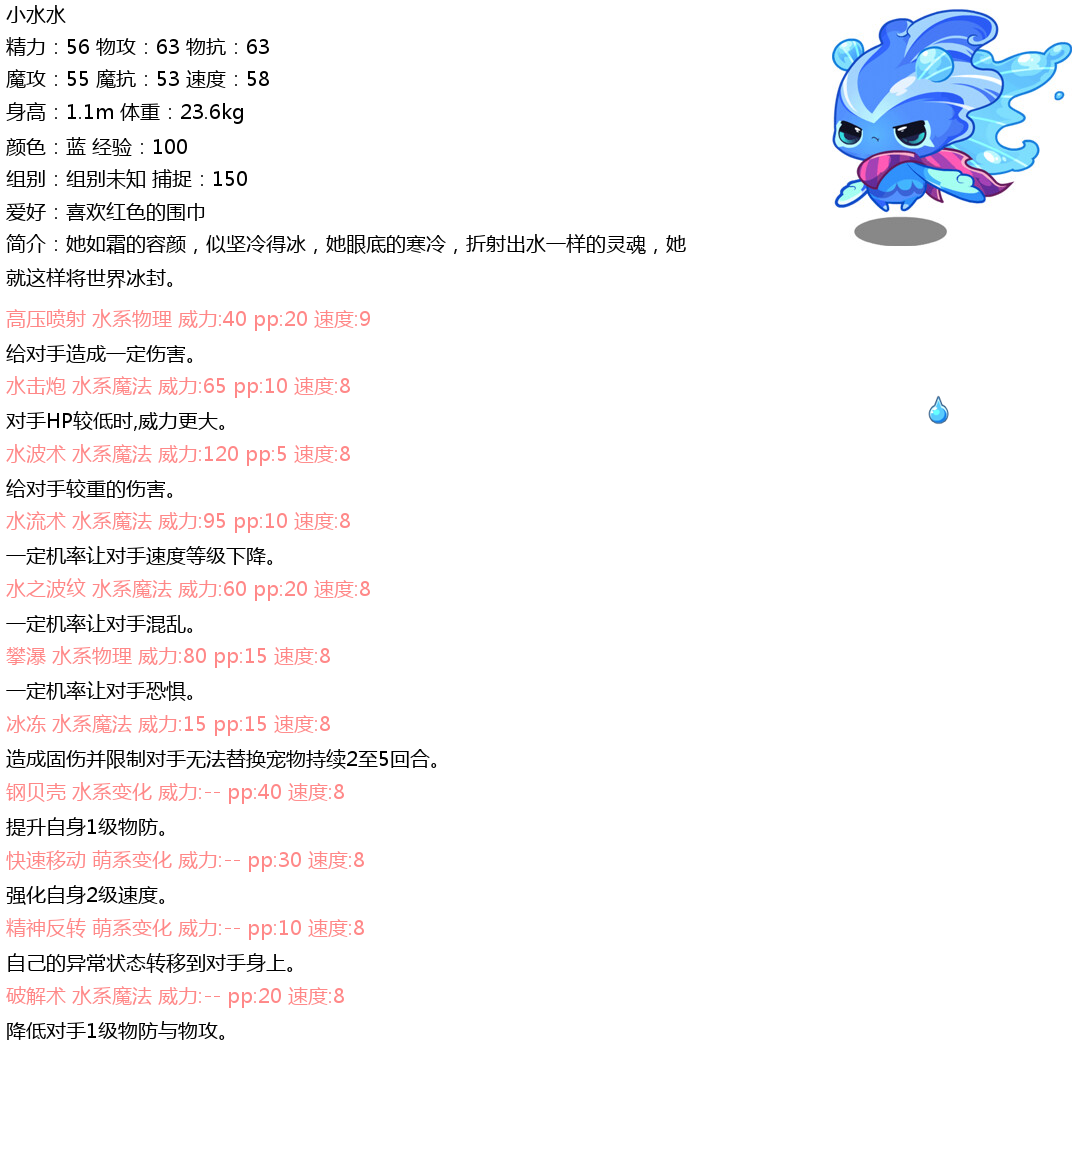 小水水
精力：56 物攻：63 物抗：63
魔攻：55 魔抗：53 速度：58
身高：1.1m 体重：23.6kg
颜色：蓝 经验：100
组别：组别未知 捕捉：150
爱好：喜欢红色的围巾
简介：她如霜的容颜，似坚冷得冰，她眼底的寒冷，折射出水一样的灵魂，她
就这样将世界冰封。
高压喷射 水系物理 威力:40 pp:20 速度:9
给对手造成一定伤害。
水击炮 水系魔法 威力:65 pp:10 速度:8
对手HP较低时,威力更大。
水波术 水系魔法 威力:120 pp:5 速度:8
给对手较重的伤害。
水流术 水系魔法 威力:95 pp:10 速度:8
一定机率让对手速度等级下降。
水之波纹 水系魔法 威力:60 pp:20 速度:8
一定机率让对手混乱。
攀瀑 水系物理 威力:80 pp:15 速度:8
一定机率让对手恐惧。
冰冻 水系魔法 威力:15 pp:15 速度:8
造成固伤并限制对手无法替换宠物持续2至5回合。
钢贝壳 水系变化 威力:-- pp:40 速度:8
提升自身1级物防。
快速移动 萌系变化 威力:-- pp:30 速度:8
强化自身2级速度。
精神反转 萌系变化 威力:-- pp:10 速度:8
自己的异常状态转移到对手身上。
破解术 水系魔法 威力:-- pp:20 速度:8
降低对手1级物防与物攻。